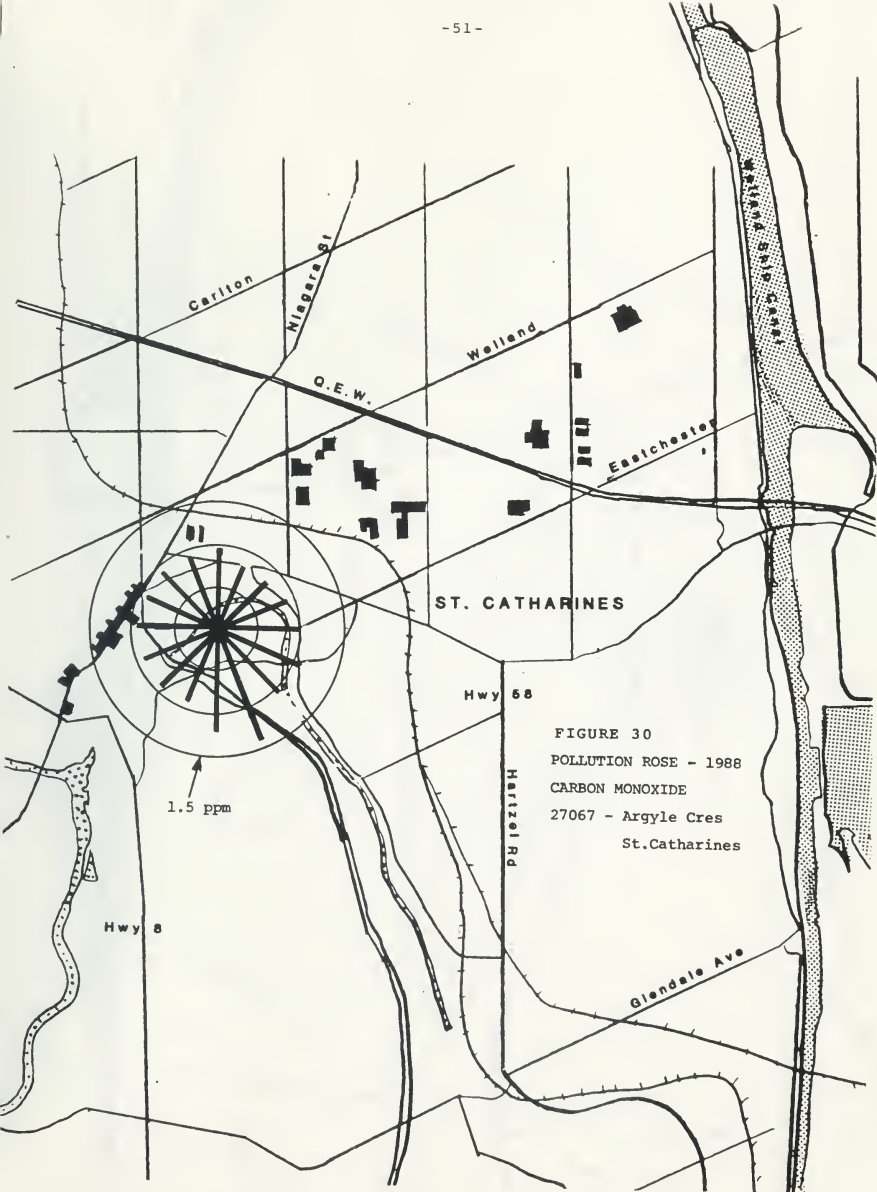 -51-
Welland Ship Canal
Niagara St
Carlton
Welland
Q.E.W.
Eastchester
ST. CATHARINES
Hwy 58
FIGURE 30
POLLUTION ROSE - 1988
CARBON MONOXIDE
27067 - Argyle Cres
St.Catharines
1.5 ppm
Hartzel Rd
Hwy 8
Glendale Ave